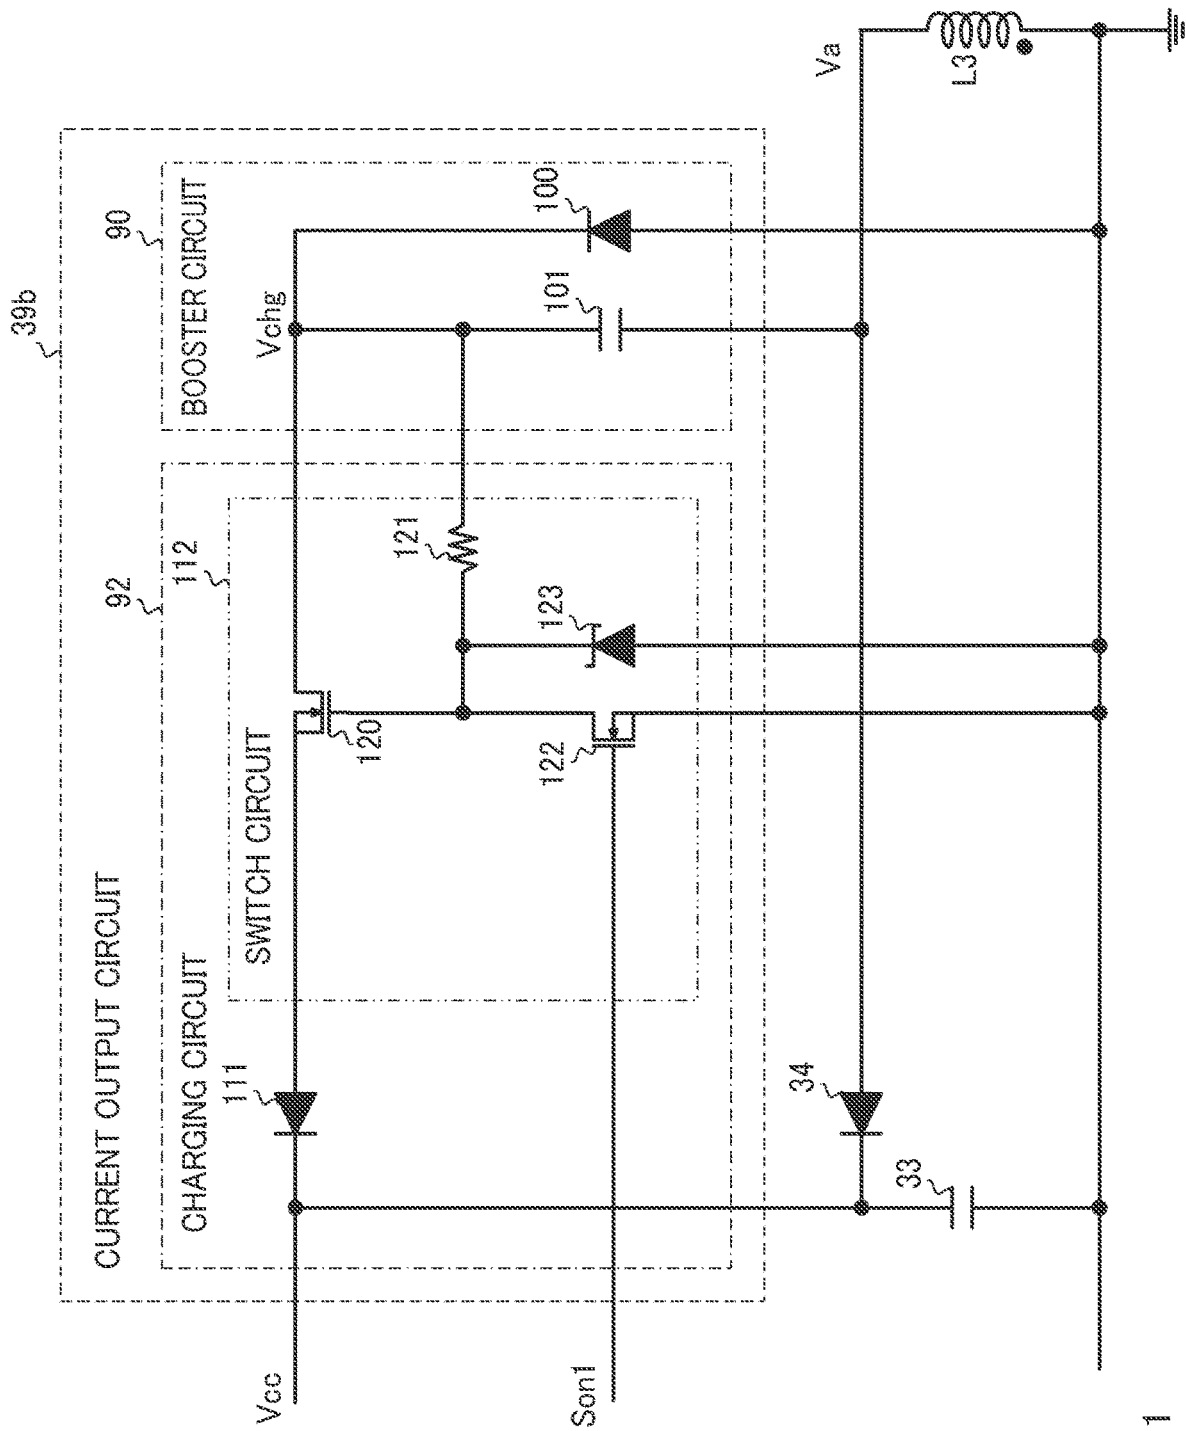 39b
CURRENT OUTPUT CIRCUIT
92
90
CHARGING CIRCUIT
112
BOOSTER CIRCUIT
111
SWITCH CIRCUIT
Vcc
Vchg
120
121
Son1
122
123
101
100
34
Va
33
L3
1